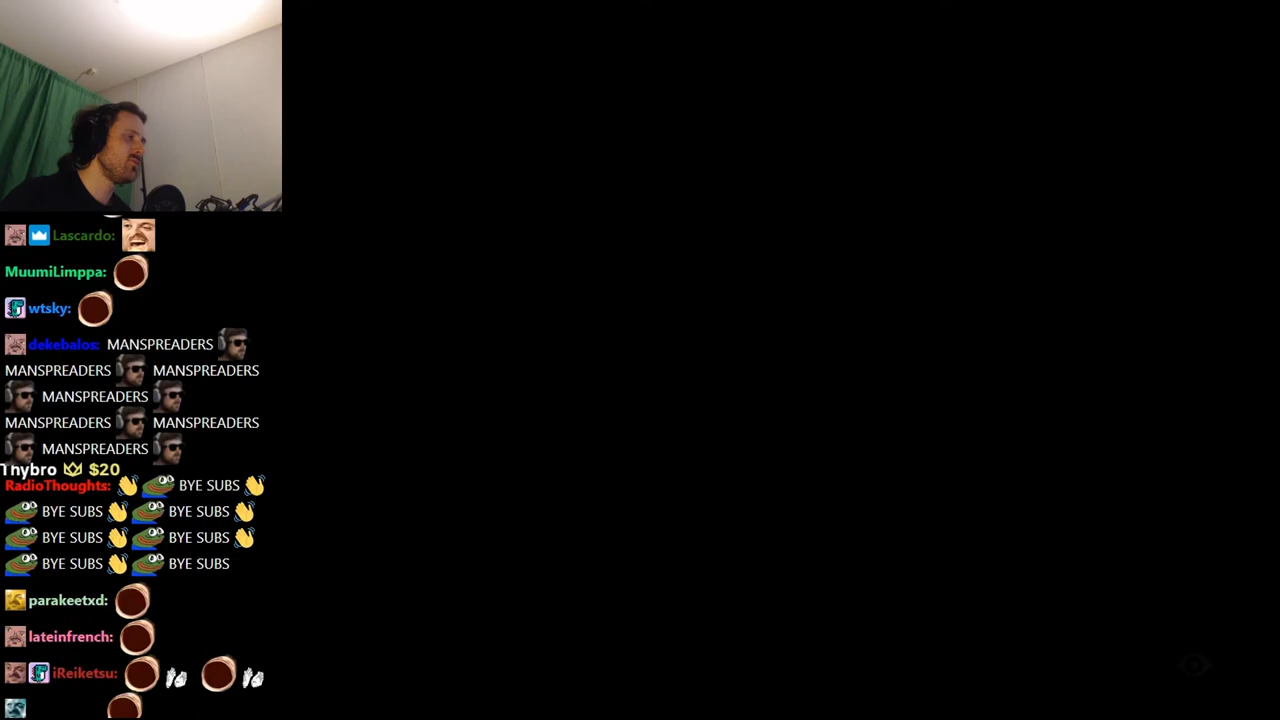 Lascardo:
MuumiLimppa:
wtsky:
dekebalos: MANSPREADERS
MANSPREADERS MANSPREADERS
MANSPREADERS
MANSPREADERS MANSPREADERS
MANSPREADERS
$20
RadioThoughts: BYE SUBS
BYE SUBS BYE SUBS
BYE SUBS BYE SUBS
BYE SUBS BYE SUBS
parakeetxd:
lateinfrench:
iReiketsu: